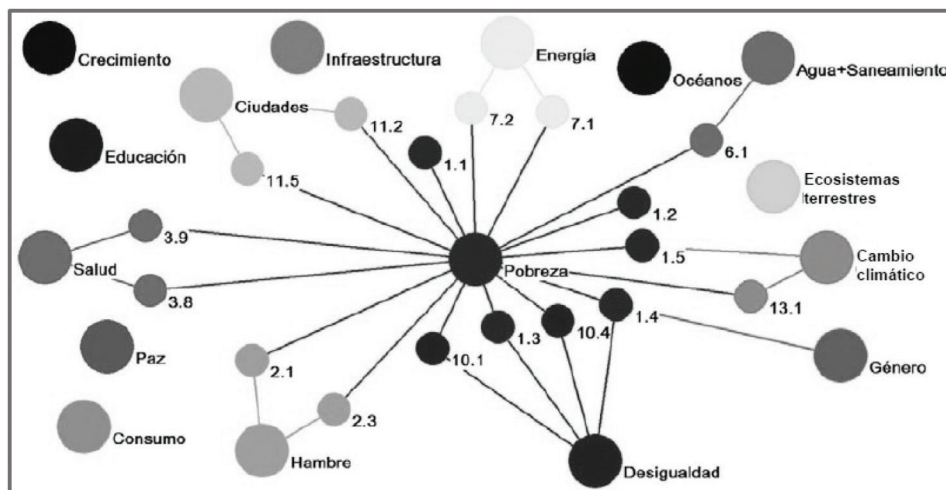 Crecimiento
Infraestructura
Energía
Océanos
Agua+Saneamiento
Ciudades
11.2
7.2
7.1
6.1
Educación
1.1
11.5
Ecosistemas
terrestres
1.2
3.9
1.5
Cambio
climático
Salud
Pobreza
3.8
13.1
1.4
10.4
1.3
10.1
Paz
2.1
Género
2.3
Consumo
Hambre
Desigualdad